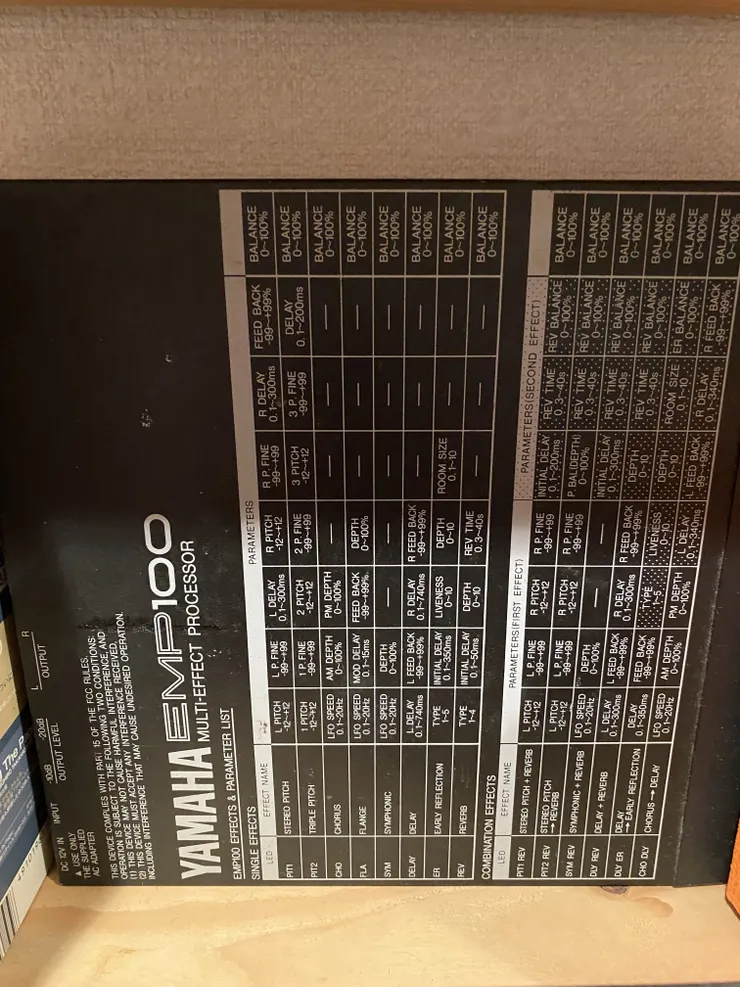 DC 12V IN INPUT -10dB -20dB L R
OUTPUT LEVEL OUTPUT
▲ USE ONLY
THE SUPPLIED
AC ADAPTER
THIS DEVICE COMPLIES WITH PART 15 OF THE FCC RULES.
OPERATION IS SUBJECT TO THE FOLLOWING TWO CONDITIONS:
(1) THIS DEVICE MAY NOT CAUSE HARMFUL INTERFERENCE, AND
(2) THIS DEVICE MUST ACCEPT ANY INTERFERENCE RECEIVED,
INCLUDING INTERFERENCE THAT MAY CAUSE UNDESIRED OPERATION.
YAMAHA EMP100
MULTI-EFFECT PROCESSOR
EMP100 EFFECTS & PARAMETER LIST
SINGLE EFFECTS
LED EFFECT NAME PARAMETERS
PIT1 STEREO PITCH L PITCH L P.FINE L DELAY R PITCH R P.FINE R DELAY FEED BACK BALANCE
-12~+12 -99~+99 0.1~300ms -12~+12 -99~+99 0.1~300ms -99~+99% 0~100%
PIT2 TRIPLE PITCH 1 PITCH 1 P.FINE 2 PITCH 2 P.FINE 3 PITCH 3 P.FINE DELAY BALANCE
-12~+12 -99~+99 -12~+12 -99~+99 -12~+12 -99~+99 0.1~200ms 0~100%
CHO CHORUS LFO SPEED AM DEPTH PM DEPTH — — — — BALANCE
0.1~20Hz 0~100% 0~100% 0~100%
FLA FLANGE LFO SPEED MOD DELAY FEED BACK DEPTH — — — BALANCE
0.1~20Hz 0.1~15ms -99~+99% 0~100% 0~100%
SYM SYMPHONIC LFO SPEED DEPTH — — — — — BALANCE
0.1~20Hz 0~100% 0~100%
DELAY DELAY L DELAY L FEED BACK R DELAY R FEED BACK — — — BALANCE
0.1~740ms -99~+99% 0.1~740ms -99~+99% 0~100%
ER EARLY REFLECTION TYPE INITIAL DELAY LIVENESS DEPTH ROOM SIZE — — BALANCE
1~5 0.1~350ms 0~10 0~10 0.1~10 0~100%
REV REVERB TYPE INITIAL DELAY DEPTH REV TIME — — — BALANCE
1~4 0.1~50ms 0~10 0.3~40s 0~100%
COMBINATION EFFECTS
LED EFFECT NAME PARAMETERS(FIRST EFFECT) PARAMETERS(SECOND EFFECT)
PIT1 REV STEREO PITCH + REVERB L PITCH L P.FINE R PITCH R P.FINE INITIAL DELAY REV TIME REV BALANCE BALANCE
-12~+12 -99~+99 -12~+12 -99~+99 0.1~200ms 0.3~40s 0~100% 0~100%
PIT2 REV STEREO PITCH → REVERB L PITCH L P.FINE R PITCH R P.FINE P.BAL(DEPTH) REV TIME REV BALANCE BALANCE
-12~+12 -99~+99 -12~+12 -99~+99 0~100% 0.3~40s 0~100% 0~100%
SYM REV SYMPHONIC + REVERB LFO SPEED DEPTH — — INITIAL DELAY REV TIME REV BALANCE BALANCE
0.1~20Hz 0~100% 0.1~300ms 0.3~40s 0~100% 0~100%
DLY REV DELAY + REVERB L DELAY L FEED BACK R DELAY R FEED BACK DEPTH REV TIME REV BALANCE BALANCE
0.1~300ms -99~+99% 0.1~300ms -99~+99% 0~10 0.3~40s 0~100% 0~100%
DLY ER DELAY → EARLY REFLECTION DELAY FEED BACK TYPE LIVENESS DEPTH ROOM SIZE ER BALANCE BALANCE
0.1~350ms -99~+99% 1~5 0~10 0~10 0.1~10 0~100% 0~100%
CHO DLY CHORUS ↔ DELAY LFO SPEED AM DEPTH PM DEPTH L DELAY L FEED BACK R DELAY R FEED BACK BALANCE
0.1~20Hz 0~100% 0~100% 0.1~340ms -99~+99% 0.1~340ms -99~+99% 0~100%